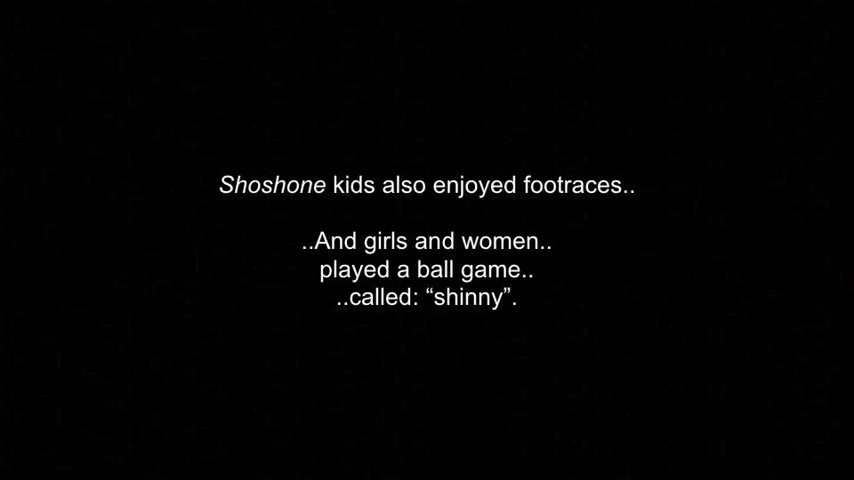 Shoshone kids also enjoyed footraces..
..And girls and women..
played a ball game..
..called: “shinny”.